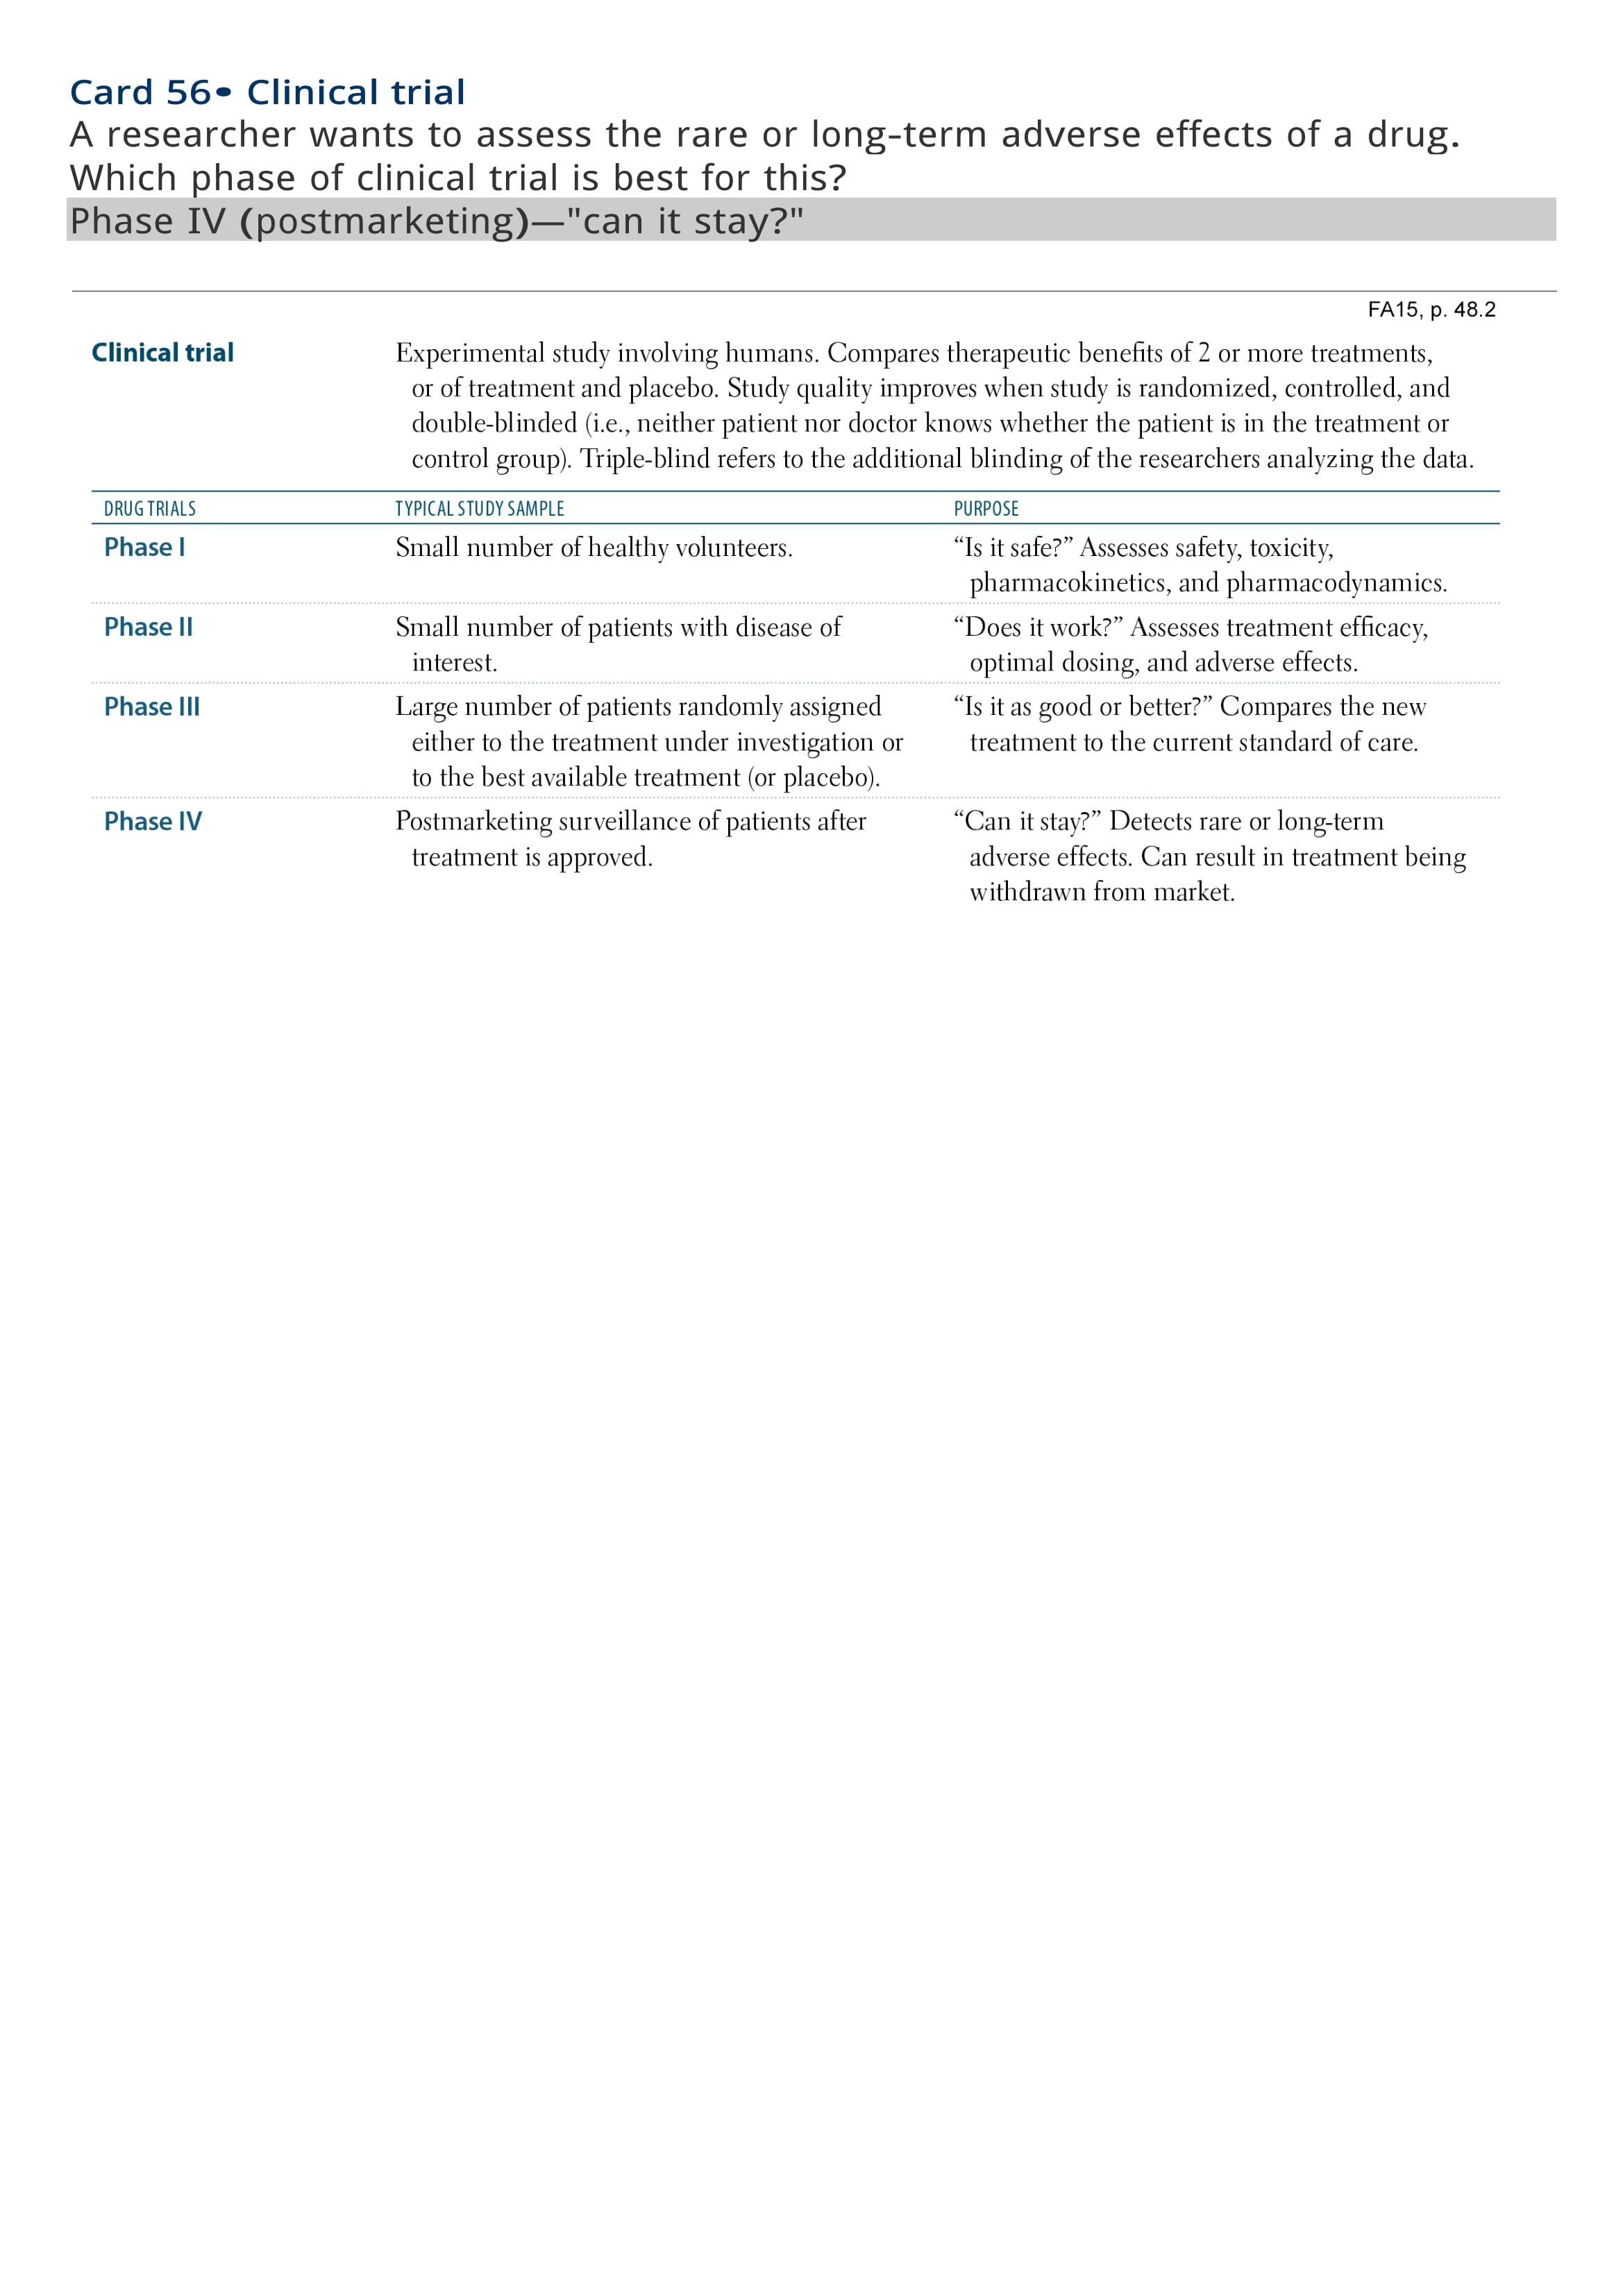 Card 56• Clinical trial
A researcher wants to assess the rare or long-term adverse effects of a drug.
Which phase of clinical trial is best for this?
Phase IV (postmarketing)—"can it stay?"
FA15, p. 48.2
Clinical trial
Experimental study involving humans. Compares therapeutic benefits of 2 or more treatments,
or of treatment and placebo. Study quality improves when study is randomized, controlled, and
double-blinded (i.e., neither patient nor doctor knows whether the patient is in the treatment or
control group). Triple-blind refers to the additional blinding of the researchers analyzing the data.
DRUG TRIALS TYPICAL STUDY SAMPLE PURPOSE
Phase I Small number of healthy volunteers. “Is it safe?” Assesses safety, toxicity,
pharmacokinetics, and pharmacodynamics.
Phase II Small number of patients with disease of “Does it work?” Assesses treatment efficacy,
interest. optimal dosing, and adverse effects.
Phase III Large number of patients randomly assigned “Is it as good or better?” Compares the new
either to the treatment under investigation or treatment to the current standard of care.
to the best available treatment (or placebo).
Phase IV Postmarketing surveillance of patients after “Can it stay?” Detects rare or long-term
treatment is approved. adverse effects. Can result in treatment being
withdrawn from market.